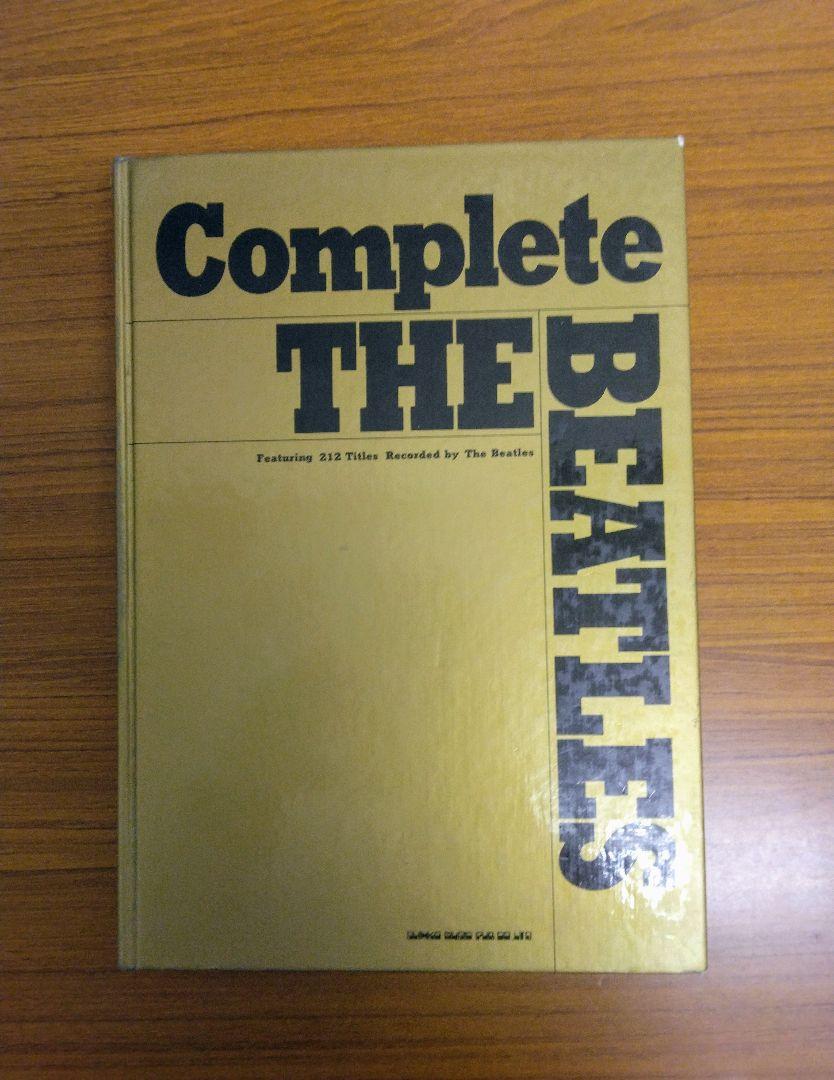 Complete
THE
BEATLES
Featuring 212 Titles Recorded by The Beatles